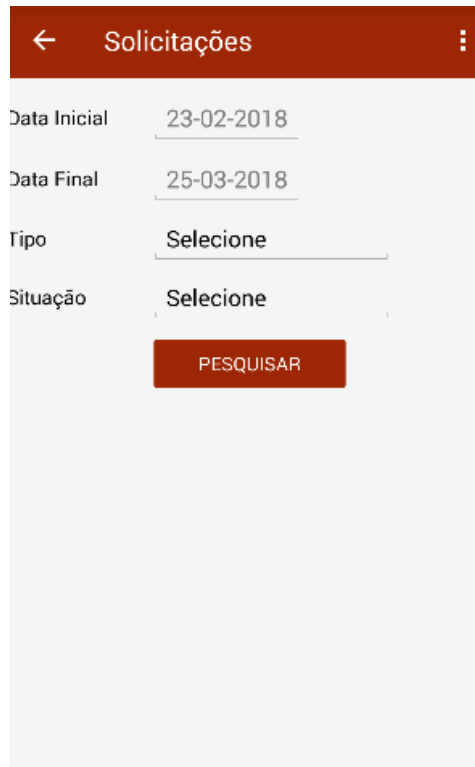 Solicitações
Data Inicial 23-02-2018
Data Final 25-03-2018
Tipo Selecione
Situação Selecione
PESQUISAR